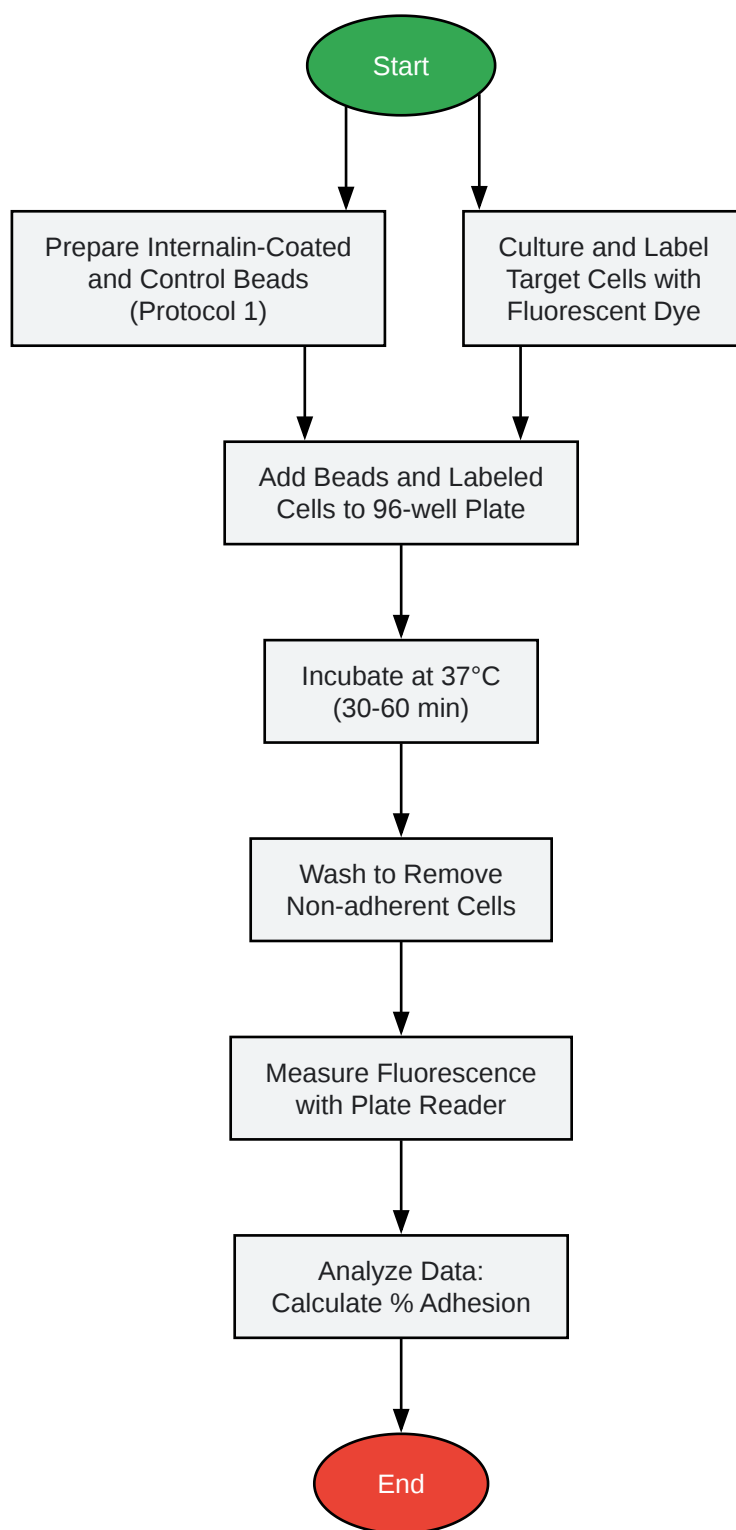 Start
Prepare Internalin-Coated
and Control Beads
(Protocol 1)
Culture and Label
Target Cells with
Fluorescent Dye
Add Beads and Labeled
Cells to 96-well Plate
Incubate at 37°C
(30-60 min)
Wash to Remove
Non-adherent Cells
Measure Fluorescence
with Plate Reader
Analyze Data:
Calculate % Adhesion
End